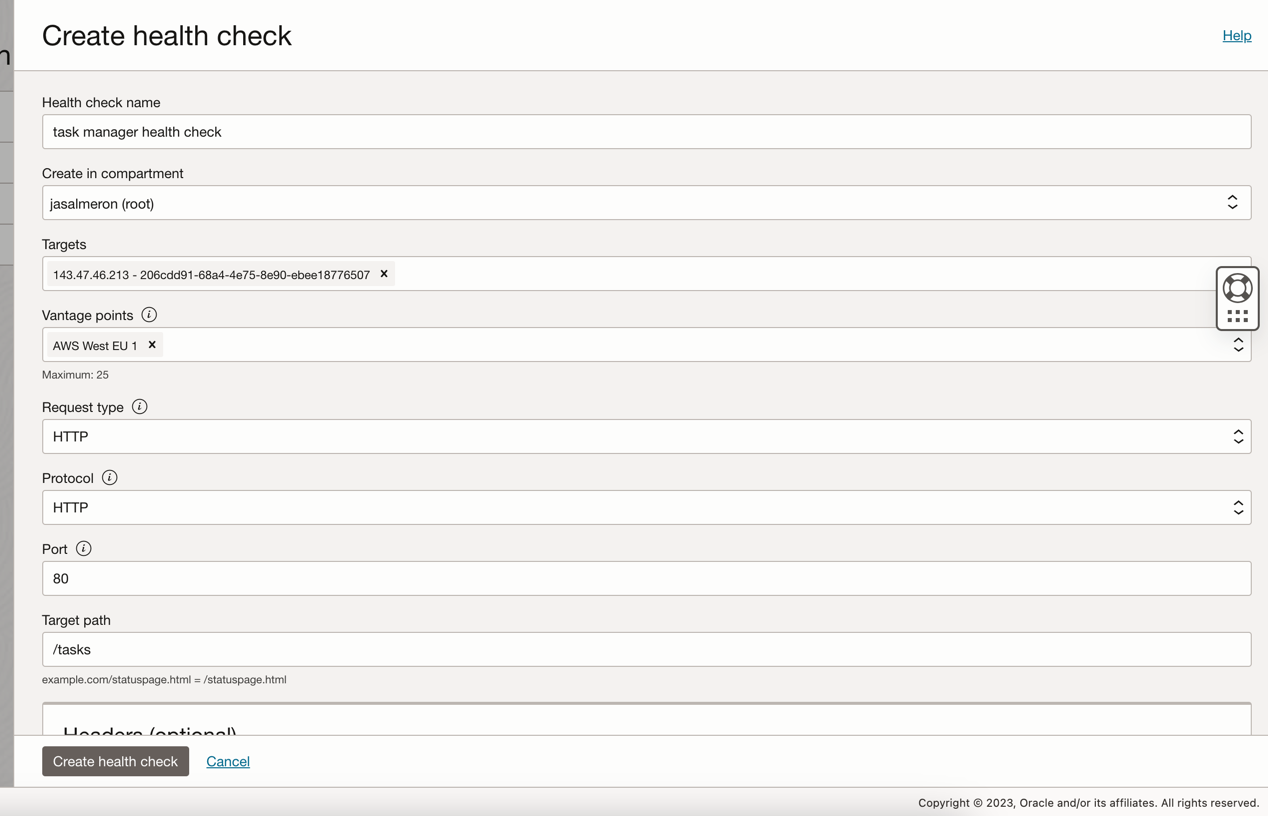 Create health check
Help
Health check name
task manager health check
Create in compartment
jasalmeron (root)
Targets
143.47.46.213 - 206cdd91-68a4-4e75-8e90-ebee18776507 ×
Vantage points i
AWS West EU 1 ×
Maximum: 25
Request type i
HTTP
Protocol i
HTTP
Port i
80
Target path
/tasks
example.com/statuspage.html = /statuspage.html
Headers (optional)
Create health check Cancel
Copyright © 2023, Oracle and/or its affiliates. All rights reserved.